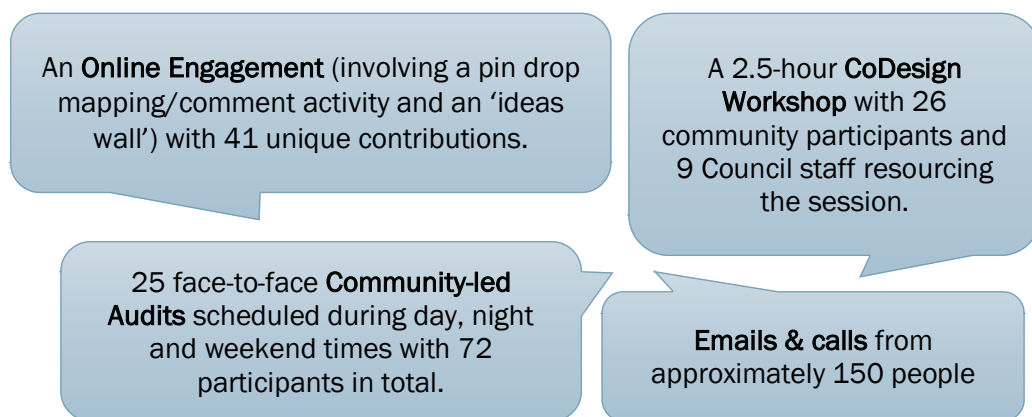 An Online Engagement (involving a pin drop
mapping/comment activity and an ‘ideas
wall’) with 41 unique contributions.
A 2.5-hour CoDesign
Workshop with 26
community participants and
9 Council staff resourcing
the session.
25 face-to-face Community-led
Audits scheduled during day, night
and weekend times with 72
participants in total.
Emails & calls from
approximately 150 people